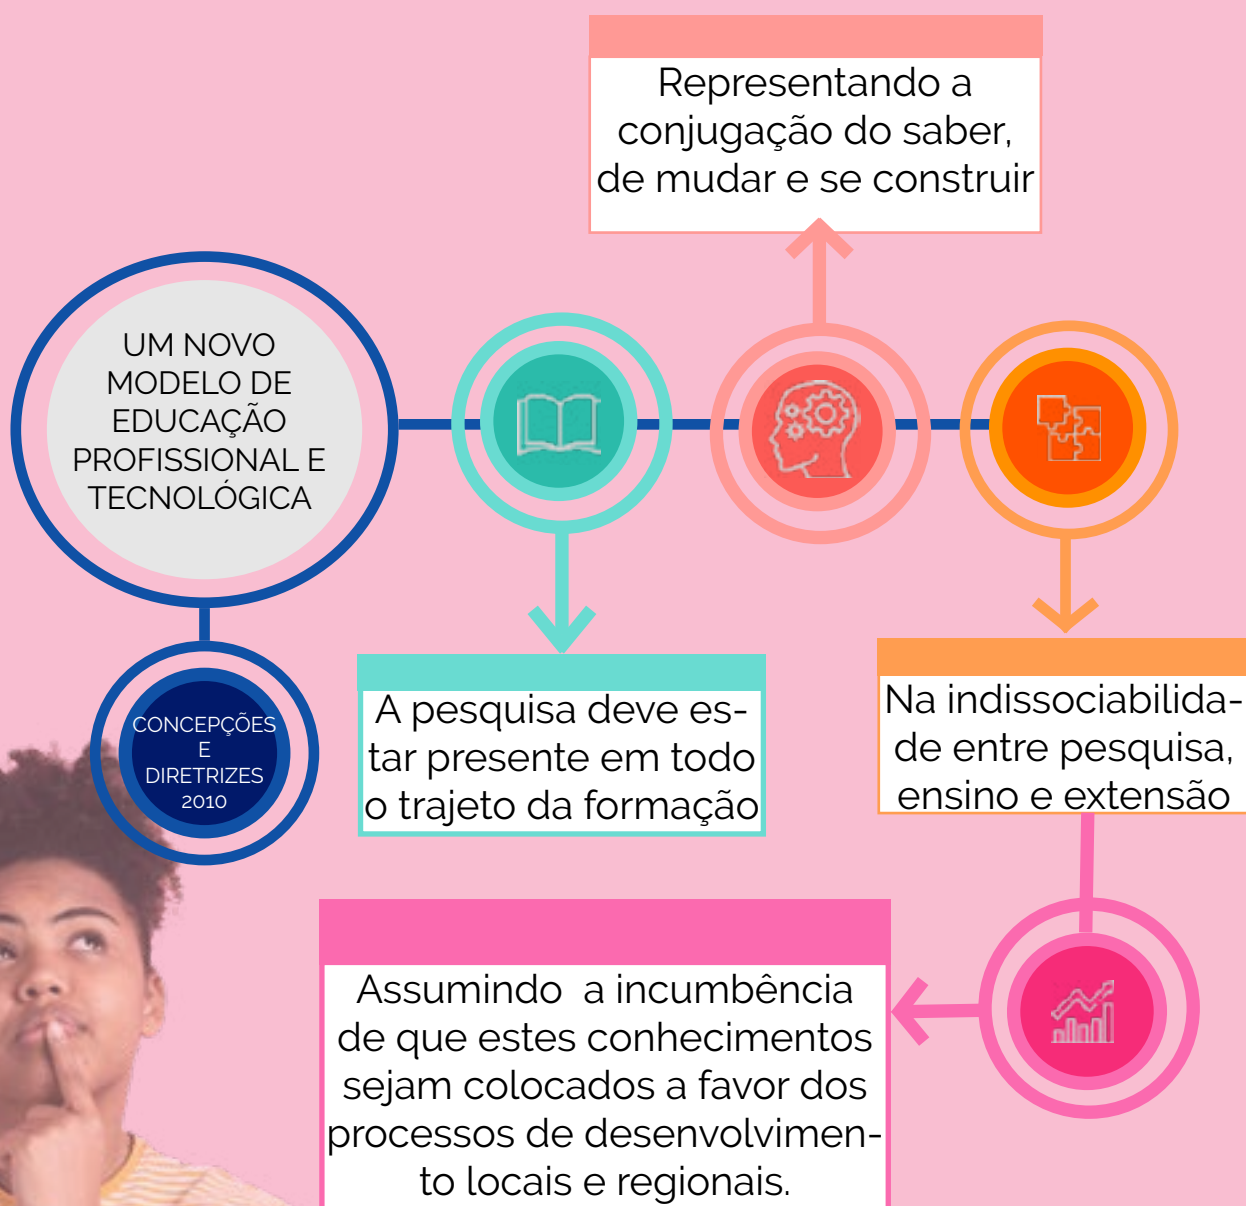 UM NOVO
MODELO DE
EDUCAÇÃO
PROFISSIONAL E
TECNOLÓGICA
CONCEPÇÕES
E
DIRETRIZES
2010
A pesquisa deve es-
tar presente em todo
o trajeto da formação
Representando a
conjugação do saber,
de mudar e se construir
Na indissociabilida-
de entre pesquisa,
ensino e extensão
Assumindo a incumbência
de que estes conhecimentos
sejam colocados a favor dos
processos de desenvolvimen-
to locais e regionais.